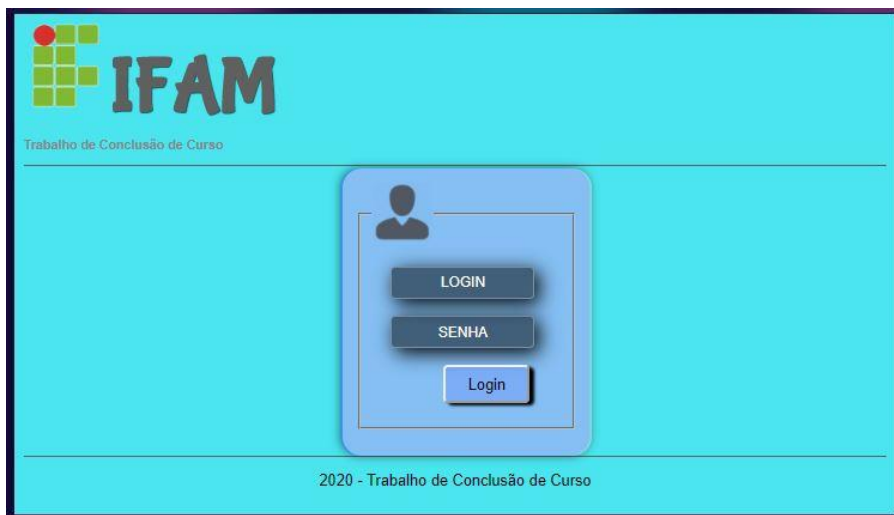 IFAM
Trabalho de Conclusão de Curso
LOGIN
SENHA
Login
2020 - Trabalho de Conclusão de Curso